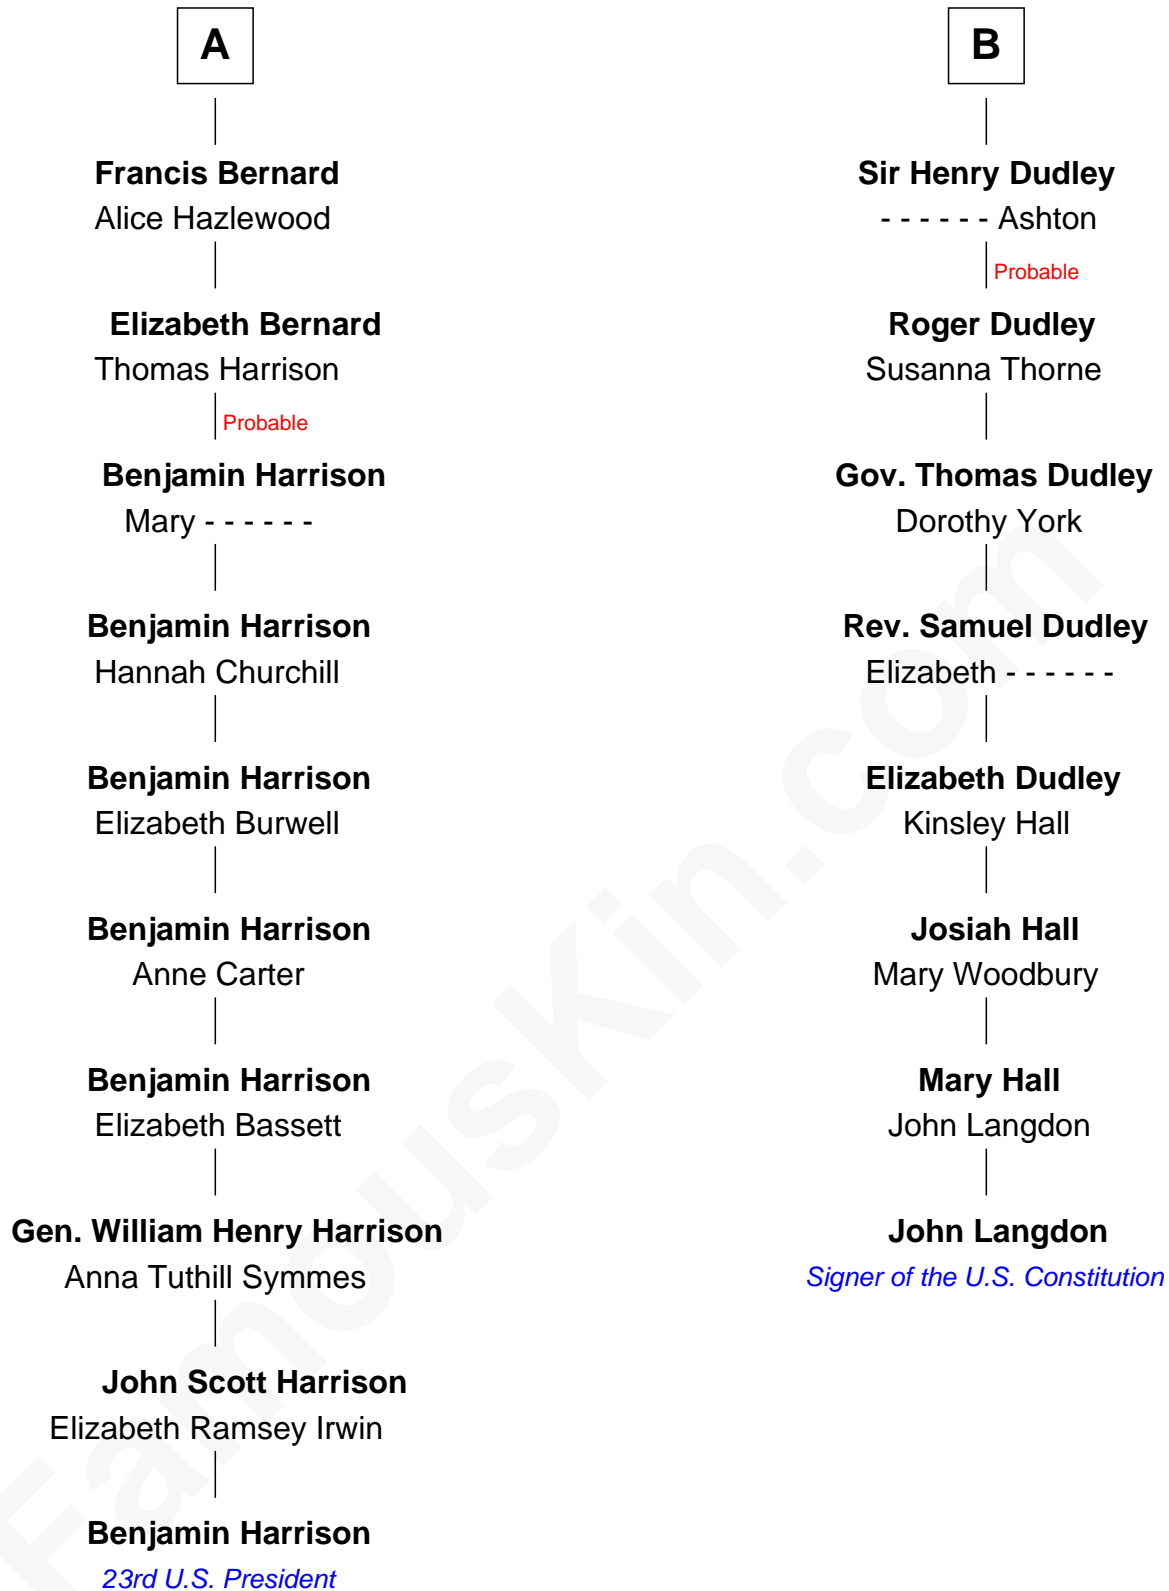 A
Francis Bernard
Alice Hazlewood
Elizabeth Bernard
Thomas Harrison
Probable
Benjamin Harrison
Mary - - - - - -
Benjamin Harrison
Hannah Churchill
Benjamin Harrison
Elizabeth Burwell
Benjamin Harrison
Anne Carter
Benjamin Harrison
Elizabeth Bassett
Gen. William Henry Harrison
Anna Tuthill Symmes
John Scott Harrison
Elizabeth Ramsey Irwin
Benjamin Harrison
23rd U.S. President
B
Sir Henry Dudley
- - - - - - Ashton
Probable
Roger Dudley
Susanna Thorne
Gov. Thomas Dudley
Dorothy York
Rev. Samuel Dudley
Elizabeth - - - - - -
Elizabeth Dudley
Kinsley Hall
Josiah Hall
Mary Woodbury
Mary Hall
John Langdon
John Langdon
Signer of the U.S. Constitution
FamousKin.com